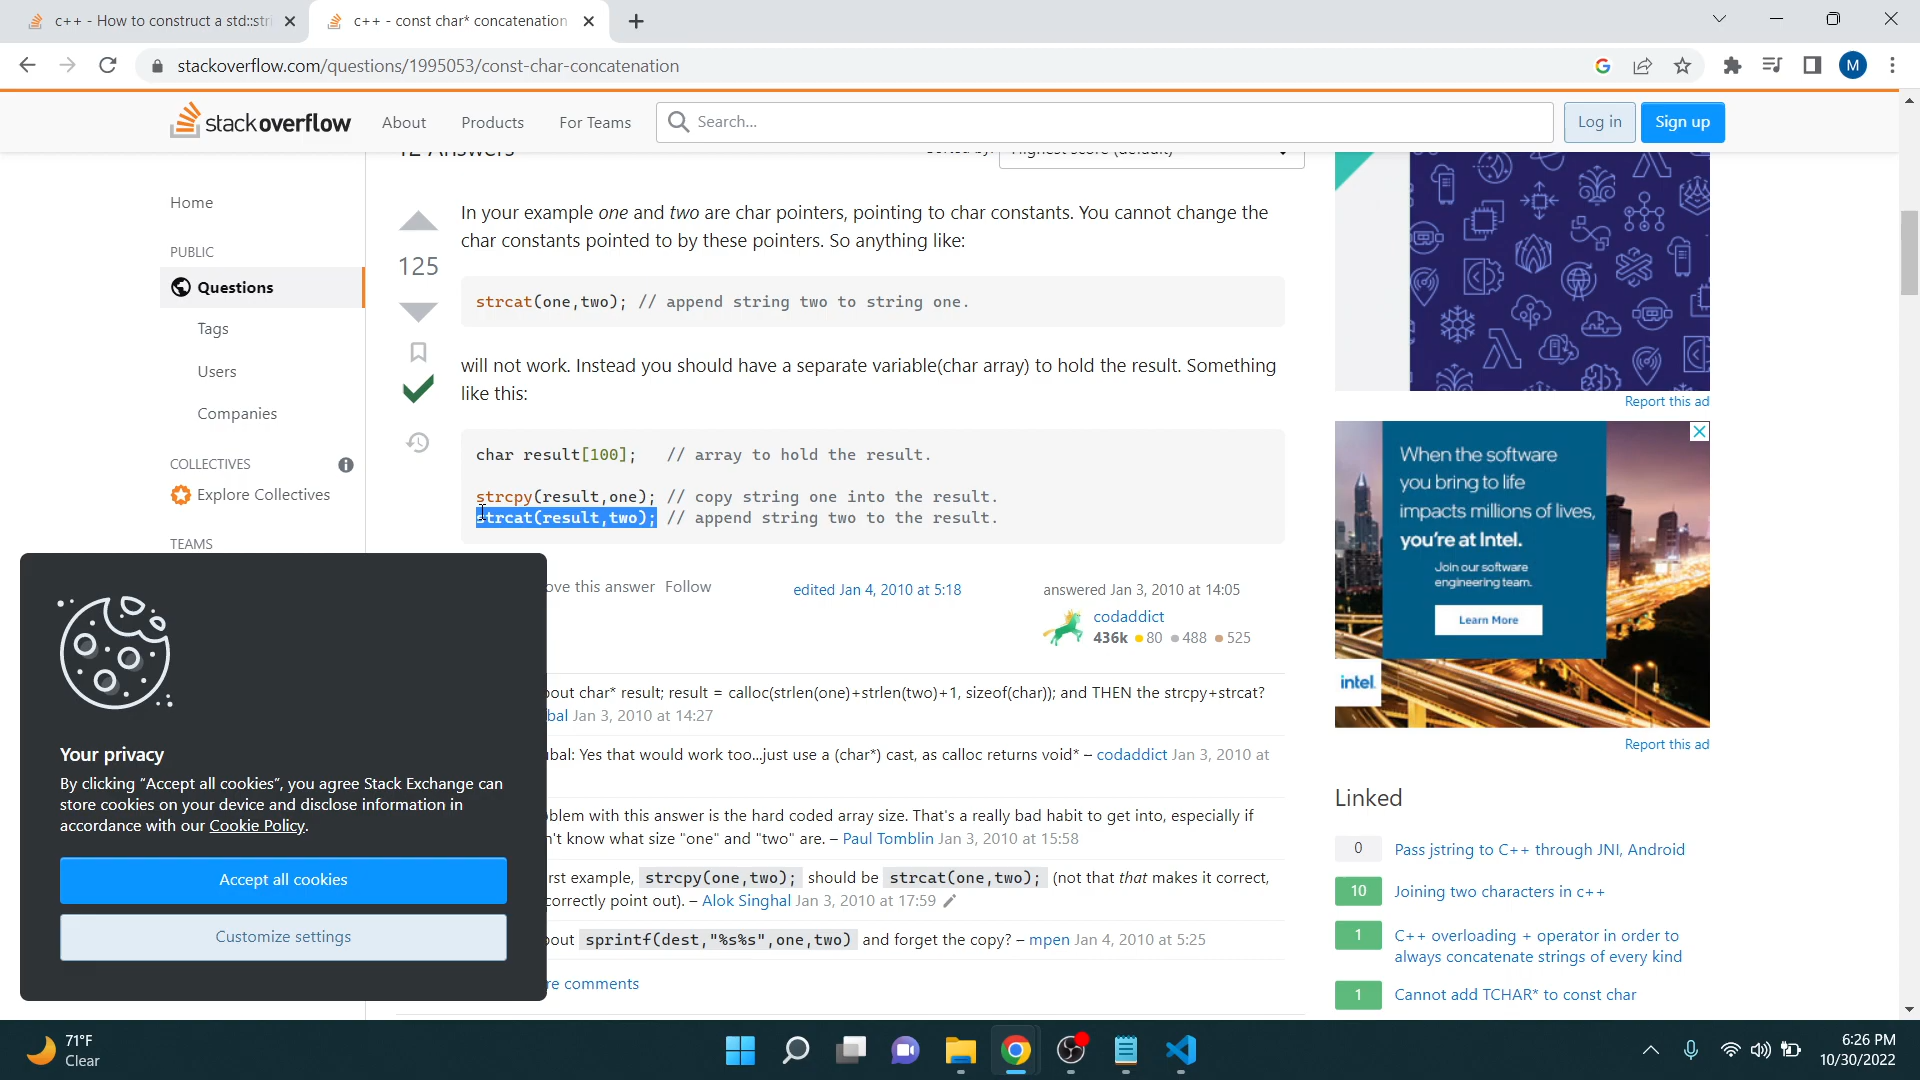 c++ - How to construct a std::stri
c++ - const char* concatenation
stackoverflow.com/questions/1995053/const-char-concatenation
M
stack overflow
About
Products
For Teams
Search...
Log in
Sign up
12 Answers
Sorted by:
Highest score (default)
Home
PUBLIC
Questions
Tags
Users
Companies
COLLECTIVES
Explore Collectives
TEAMS
125
In your example one and two are char pointers, pointing to char constants. You cannot change the
char constants pointed to by these pointers. So anything like:
strcat(one,two); // append string two to string one.
will not work. Instead you should have a separate variable(char array) to hold the result. Something
like this:
char result[100];   // array to hold the result.
strcpy(result,one); // copy string one into the result.
strcat(result,two); // append string two to the result.
ove this answer
Follow
edited Jan 4, 2010 at 5:18
answered Jan 3, 2010 at 14:05
codaddict
436k 80 488 525
out char* result; result = calloc(strlen(one)+strlen(two)+1, sizeof(char)); and THEN the strcpy+strcat?
bal Jan 3, 2010 at 14:27
bal: Yes that would work too...just use a (char*) cast, as calloc returns void* – codaddict Jan 3, 2010 at
blem with this answer is the hard coded array size. That's a really bad habit to get into, especially if
n't know what size "one" and "two" are. – Paul Tomblin Jan 3, 2010 at 15:58
rst example, strcpy(one,two); should be strcat(one,two); (not that that makes it correct,
correctly point out). – Alok Singhal Jan 3, 2010 at 17:59
out sprintf(dest,"%s%s",one,two) and forget the copy? – mpen Jan 4, 2010 at 5:25
re comments
Your privacy
By clicking “Accept all cookies”, you agree Stack Exchange can
store cookies on your device and disclose information in
accordance with our Cookie Policy.
Accept all cookies
Customize settings
Report this ad
When the software
you bring to life
impacts millions of lives,
you’re at Intel.
Join our software
engineering team.
Learn More
intel.
Report this ad
Linked
0 Pass jstring to C++ through JNI, Android
10 Joining two characters in c++
1 C++ overloading + operator in order to
always concatenate strings of every kind
1 Cannot add TCHAR* to const char
71°F
Clear
6:26 PM
10/30/2022